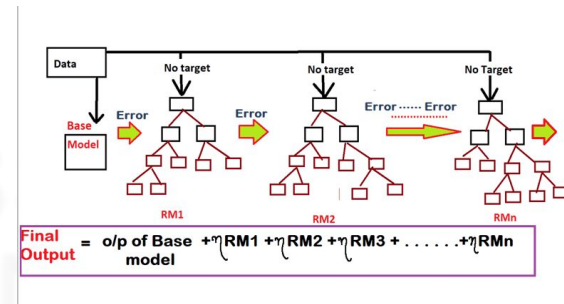 Data
No target
No target
No Target
Base
Model
Error
Error
Error ...... Error
RM1
RM2
RMn
Final
Output = o/p of Base model +ηRM1 +ηRM2 +ηRM3 + . . . . . .+ηRMn